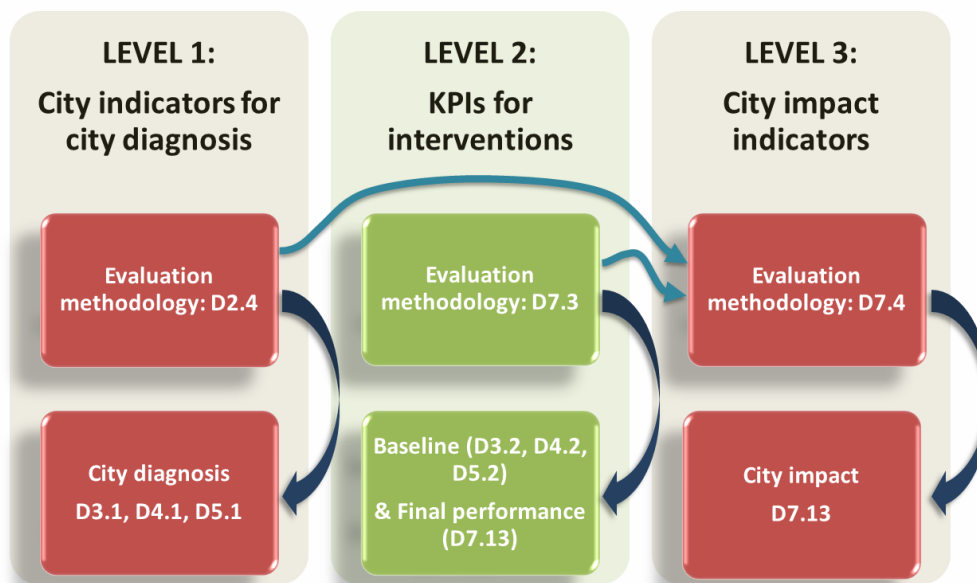 LEVEL 1:
City indicators for
city diagnosis
Evaluation
methodology: D2.4
City diagnosis
D3.1, D4.1, D5.1
LEVEL 2:
KPIs for
interventions
Evaluation
methodology: D7.3
Baseline (D3.2, D4.2,
D5.2)
& Final performance
(D7.13)
LEVEL 3:
City impact
indicators
Evaluation
methodology: D7.4
City impact
D7.13